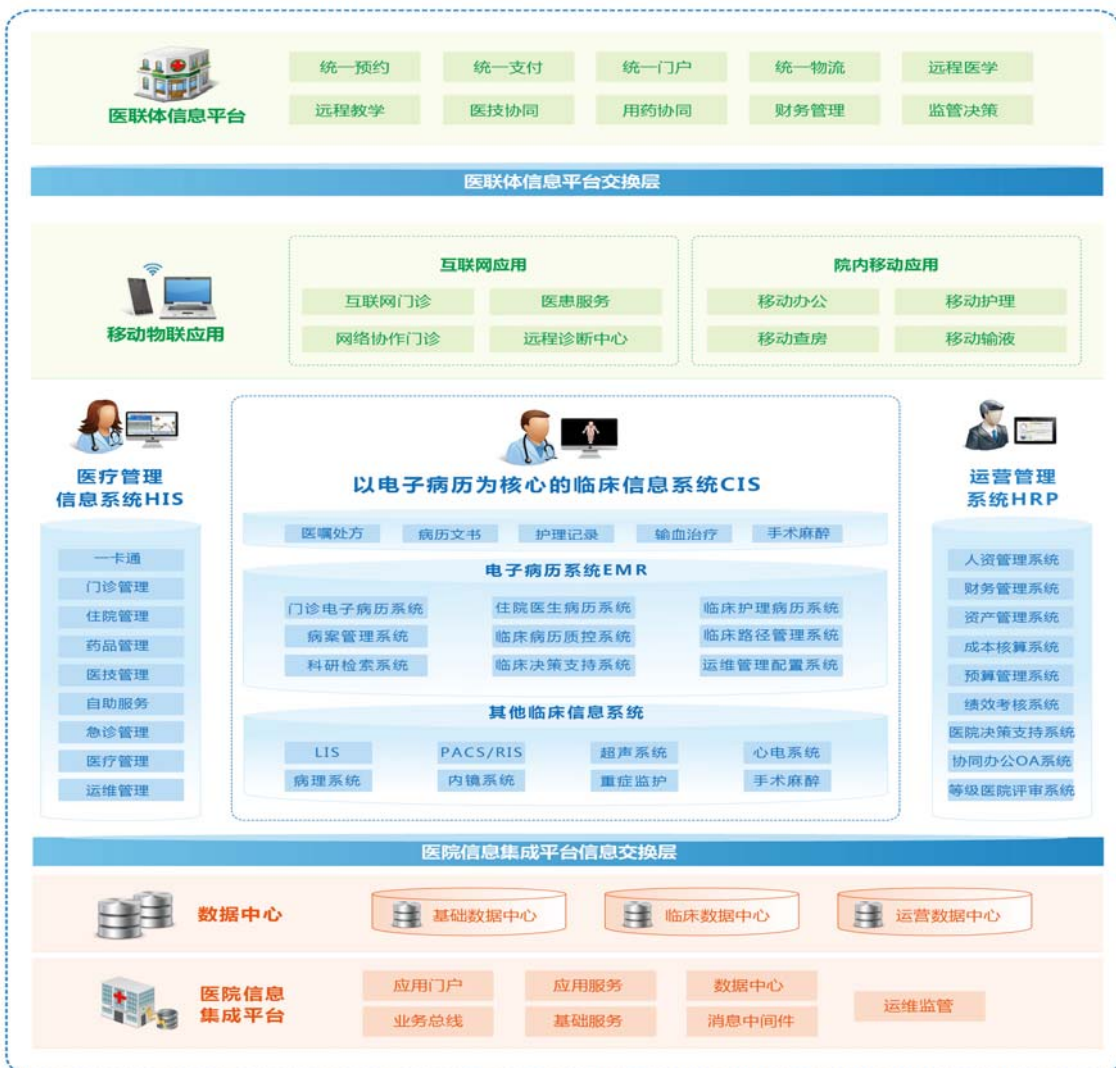 统一预约 统一支付 统一门户 统一物流 远程医学
医联体信息平台
远程教学 医技协同 用药协同 财务管理 监管决策
医联体信息平台交换层
互联网应用 院内移动应用
互联网门诊 医患服务 移动办公 移动护理
移动物联应用
网络协作门诊 远程诊断中心 移动查房 移动输液
医疗管理
信息系统HIS
一卡通
门诊管理
住院管理
药品管理
医技管理
自助服务
急诊管理
医疗管理
运维管理
以电子病历为核心的临床信息系统CIS
医嘱处方 病历文书 护理记录 输血治疗 手术麻醉
电子病历系统EMR
门诊电子病历系统 住院医生病历系统 临床护理病历系统
病案管理系统 临床病历质控系统 临床路径管理系统
科研检索系统 临床决策支持系统 运维管理配置系统
其他临床信息系统
LIS PACS/RIS 超声系统 心电系统
病理系统 内镜系统 重症监护 手术麻醉
运营管理
系统HRP
人资管理系统
财务管理系统
资产管理系统
成本核算系统
预算管理系统
绩效考核系统
医院决策支持系统
协同办公OA系统
等级医院评审系统
医院信息集成平台信息交换层
数据中心 基础数据中心 临床数据中心 运营数据中心
医院信息
集成平台
应用门户 应用服务 数据中心
运维监管
业务总线 基础服务 消息中间件